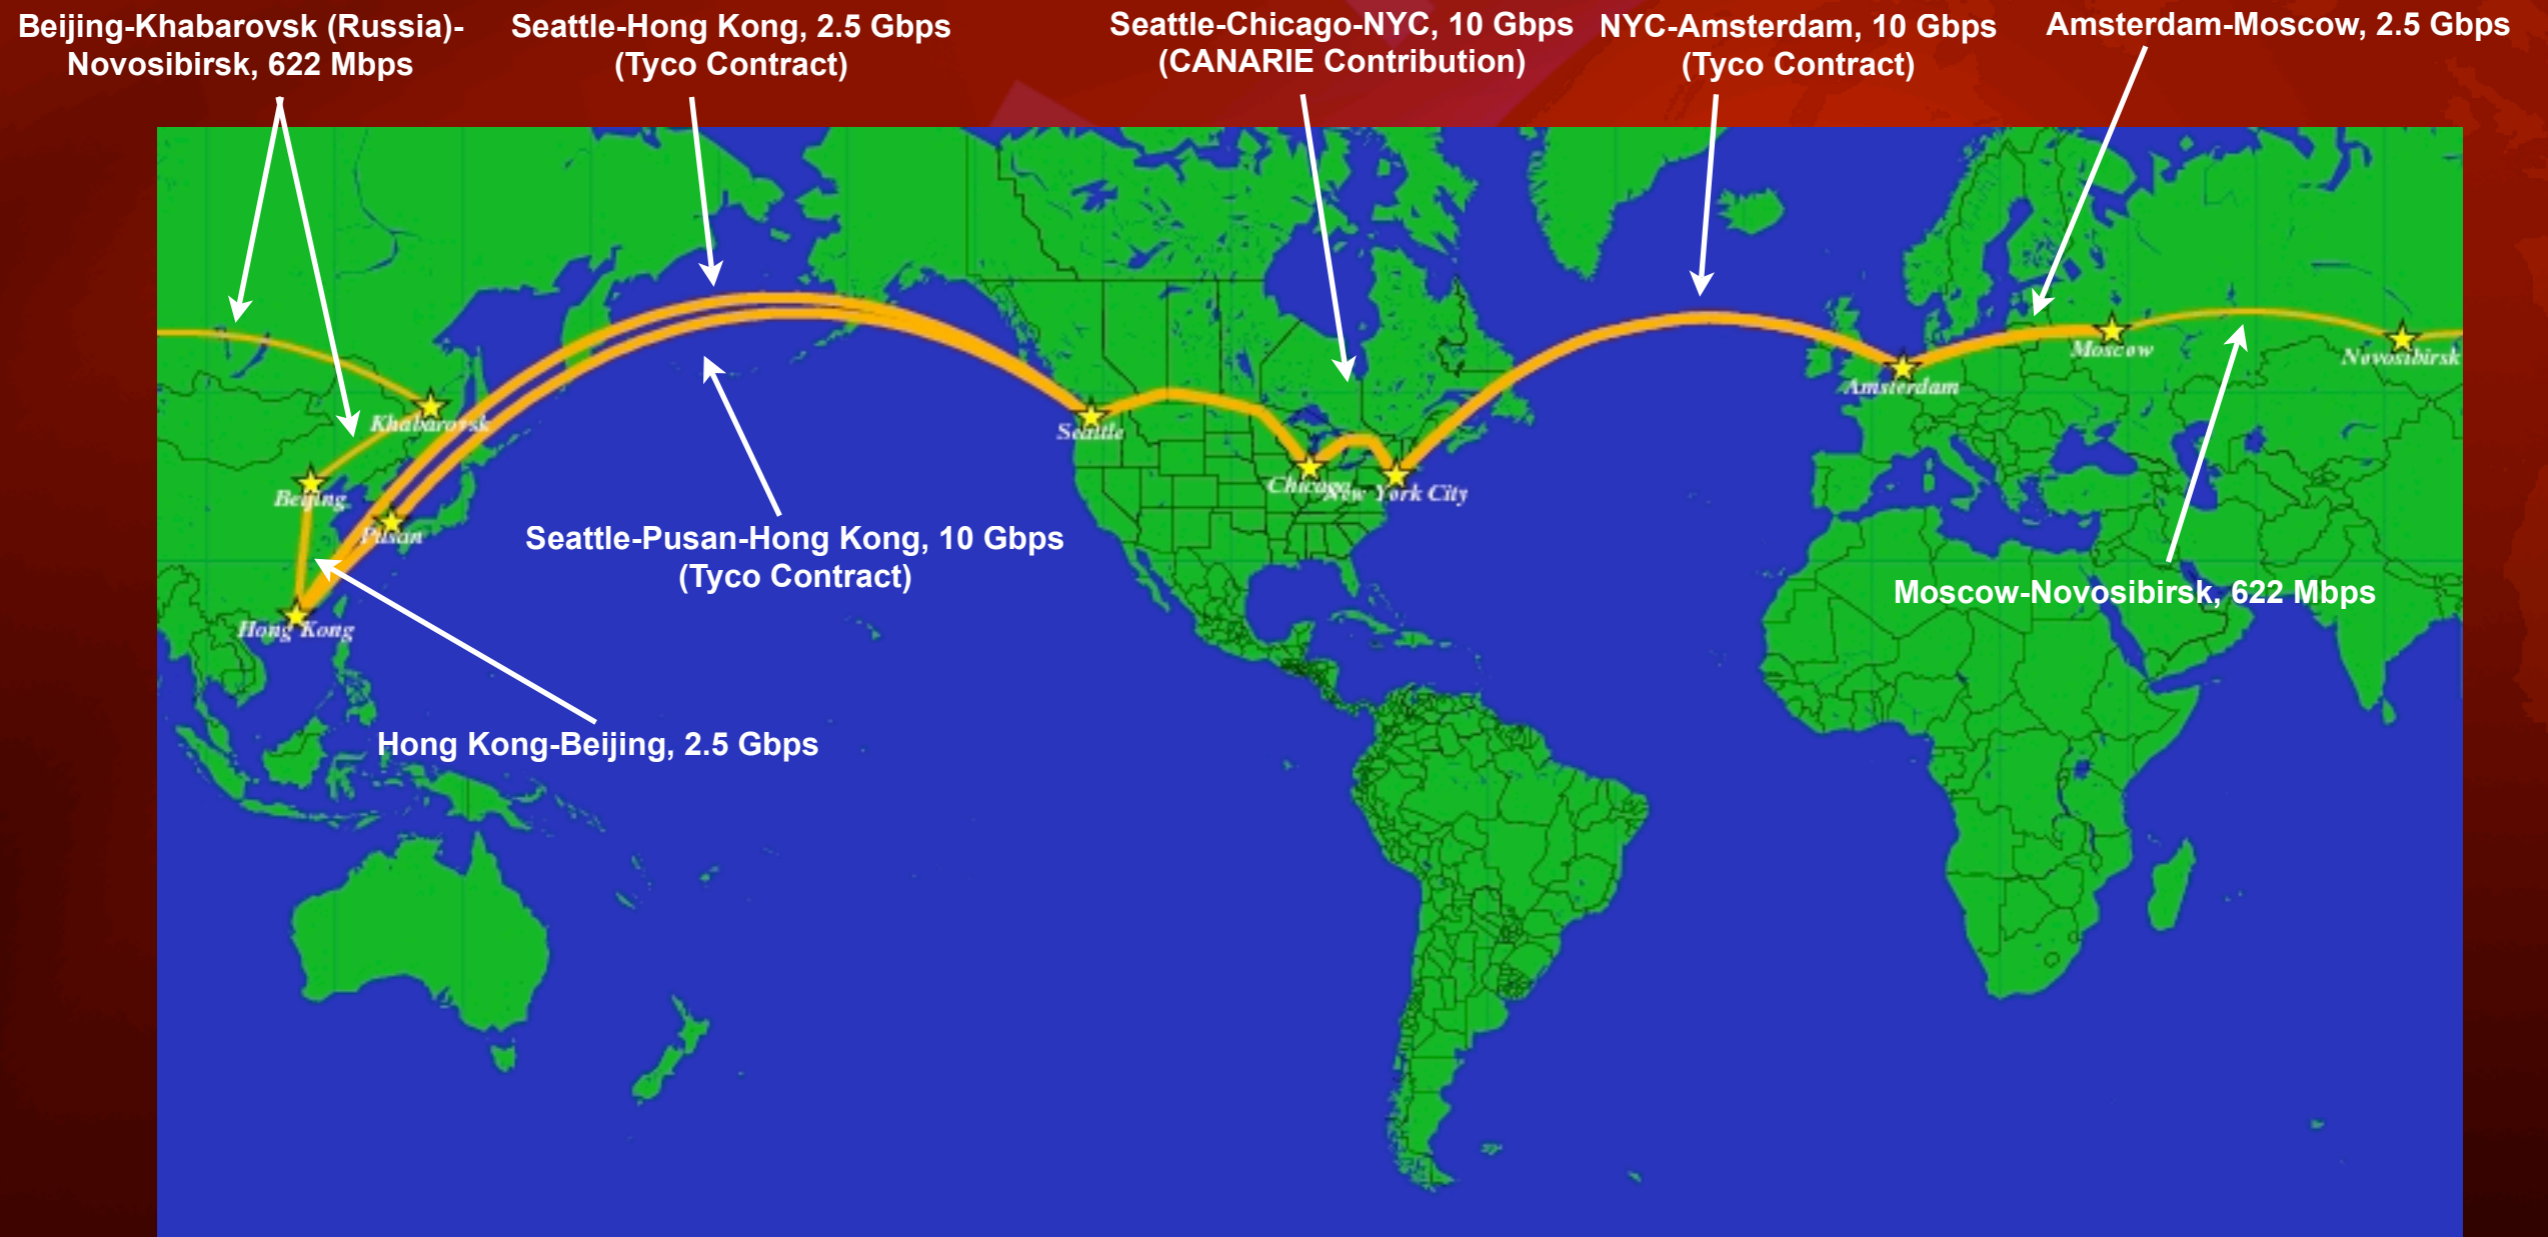 Beijing-Khabarovsk (Russia)-
Novosibirsk, 622 Mbps
Seattle-Hong Kong, 2.5 Gbps
(Tyco Contract)
Seattle-Chicago-NYC, 10 Gbps
(CANARIE Contribution)
NYC-Amsterdam, 10 Gbps
(Tyco Contract)
Amsterdam-Moscow, 2.5 Gbps
Moscow
Novosibirsk
Amsterdam
Khabarovsk
Seattle
Chicago
New York City
Beijing
Pusan
Seattle-Pusan-Hong Kong, 10 Gbps
(Tyco Contract)
Moscow-Novosibirsk, 622 Mbps
Hong Kong
Hong Kong-Beijing, 2.5 Gbps